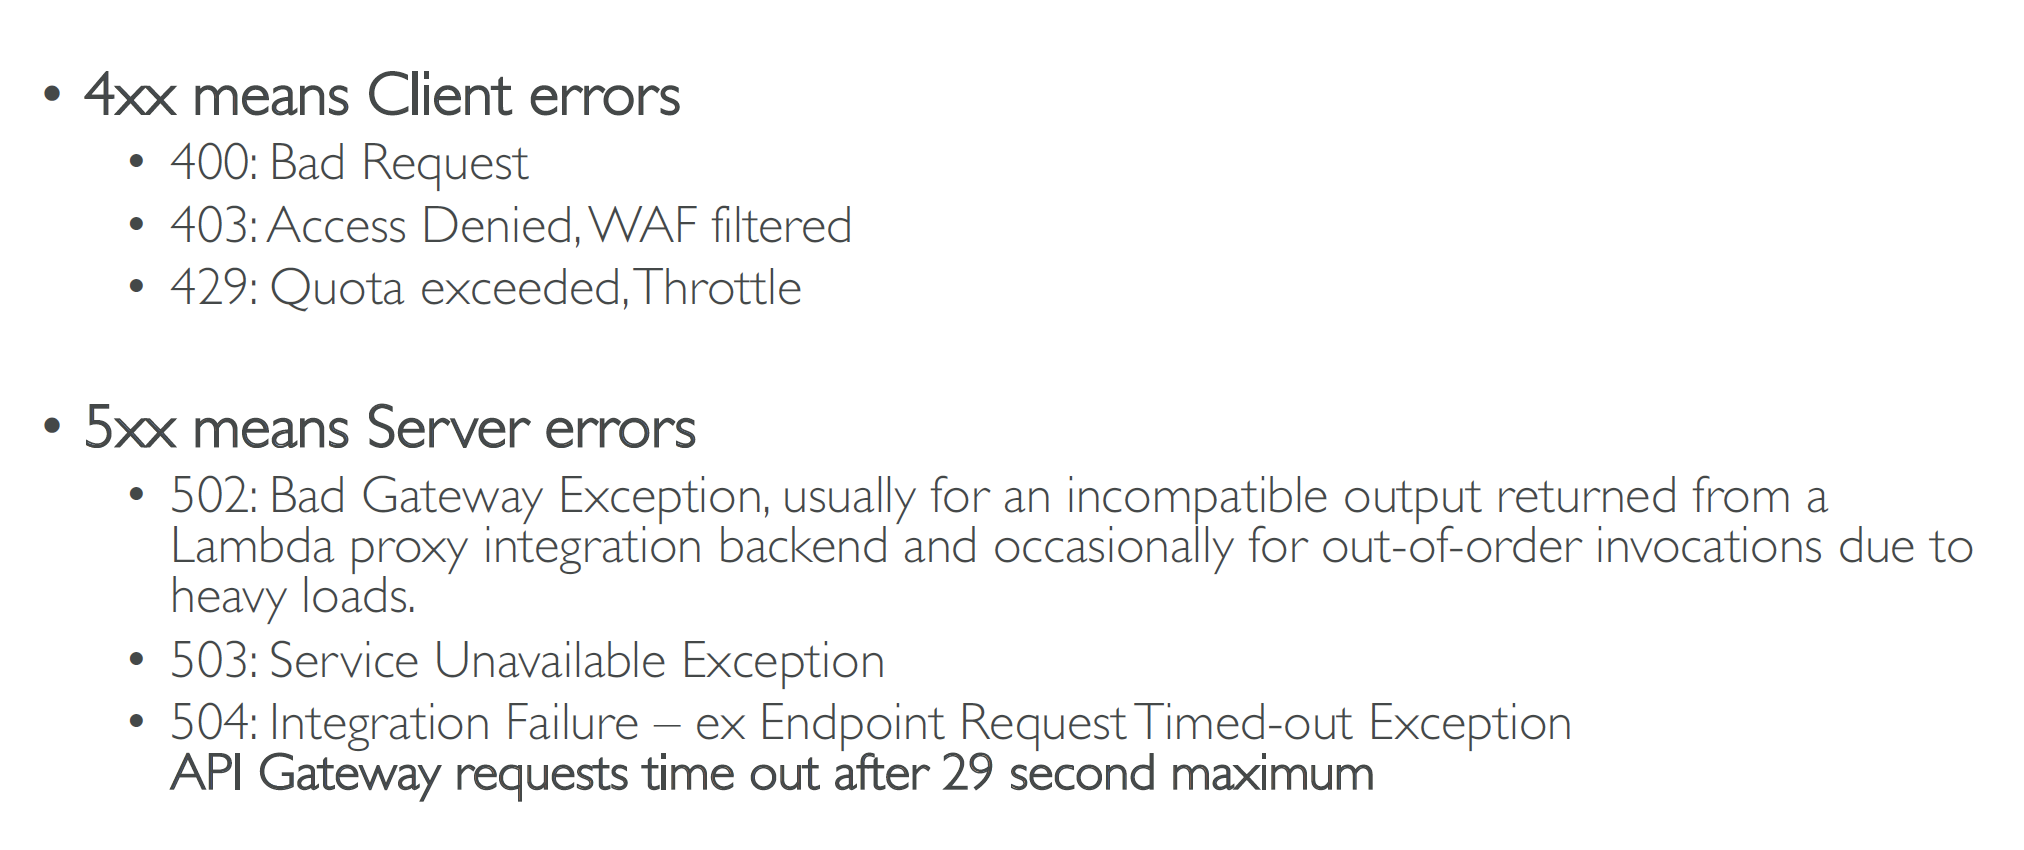 • 4xx means Client errors
• 400: Bad Request
• 403: Access Denied, WAF filtered
• 429: Quota exceeded, Throttle
• 5xx means Server errors
• 502: Bad Gateway Exception, usually for an incompatible output returned from a
Lambda proxy integration backend and occasionally for out-of-order invocations due to
heavy loads.
• 503: Service Unavailable Exception
• 504: Integration Failure – ex Endpoint Request Timed-out Exception
API Gateway requests time out after 29 second maximum